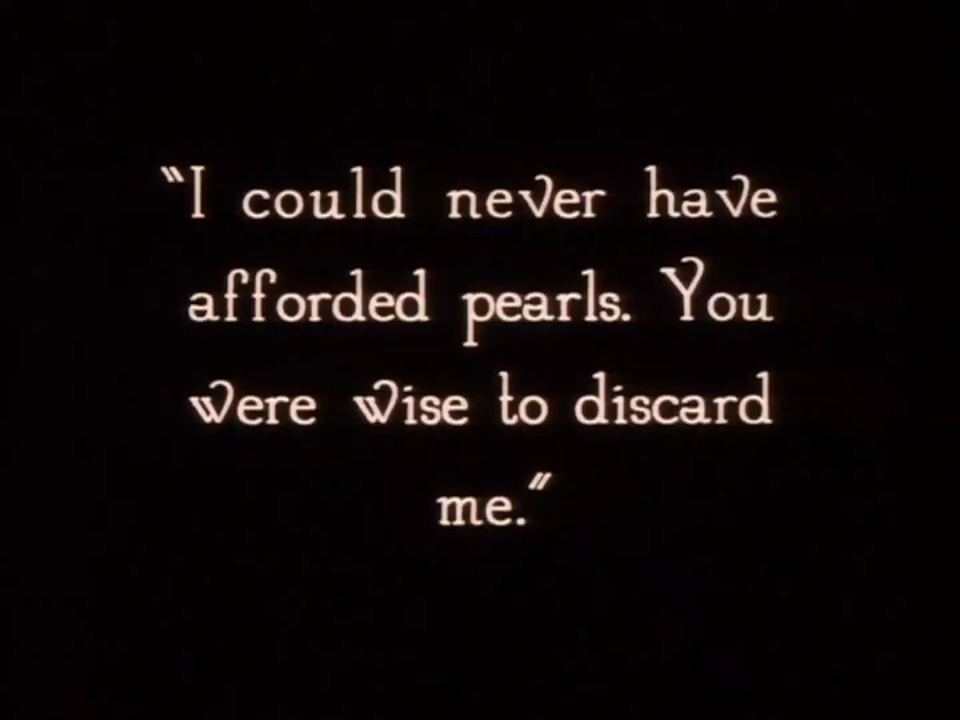 "I could never have
afforded pearls. You
were wise to discard
me."